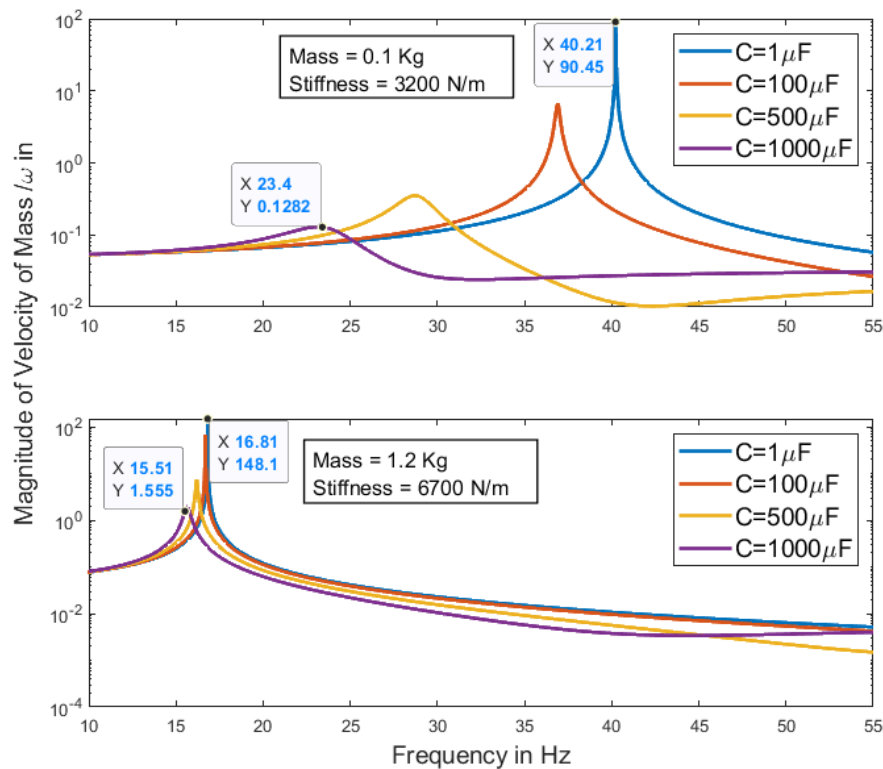 Magnitude of Velocity of Mass /ω in
10^2
10^1
10^0
10^-1
10^-2
Mass = 0.1 Kg
Stiffness = 3200 N/m
X 40.21
Y 90.45
X 23.4
Y 0.1282
C=1μF
C=100μF
C=500μF
C=1000μF
10 15 20 25 30 35 40 45 50 55
10^2
10^0
10^-2
10^-4
X 15.51
Y 1.555
X 16.81
Y 148.1
Mass = 1.2 Kg
Stiffness = 6700 N/m
C=1μF
C=100μF
C=500μF
C=1000μF
10 15 20 25 30 35 40 45 50 55
Frequency in Hz